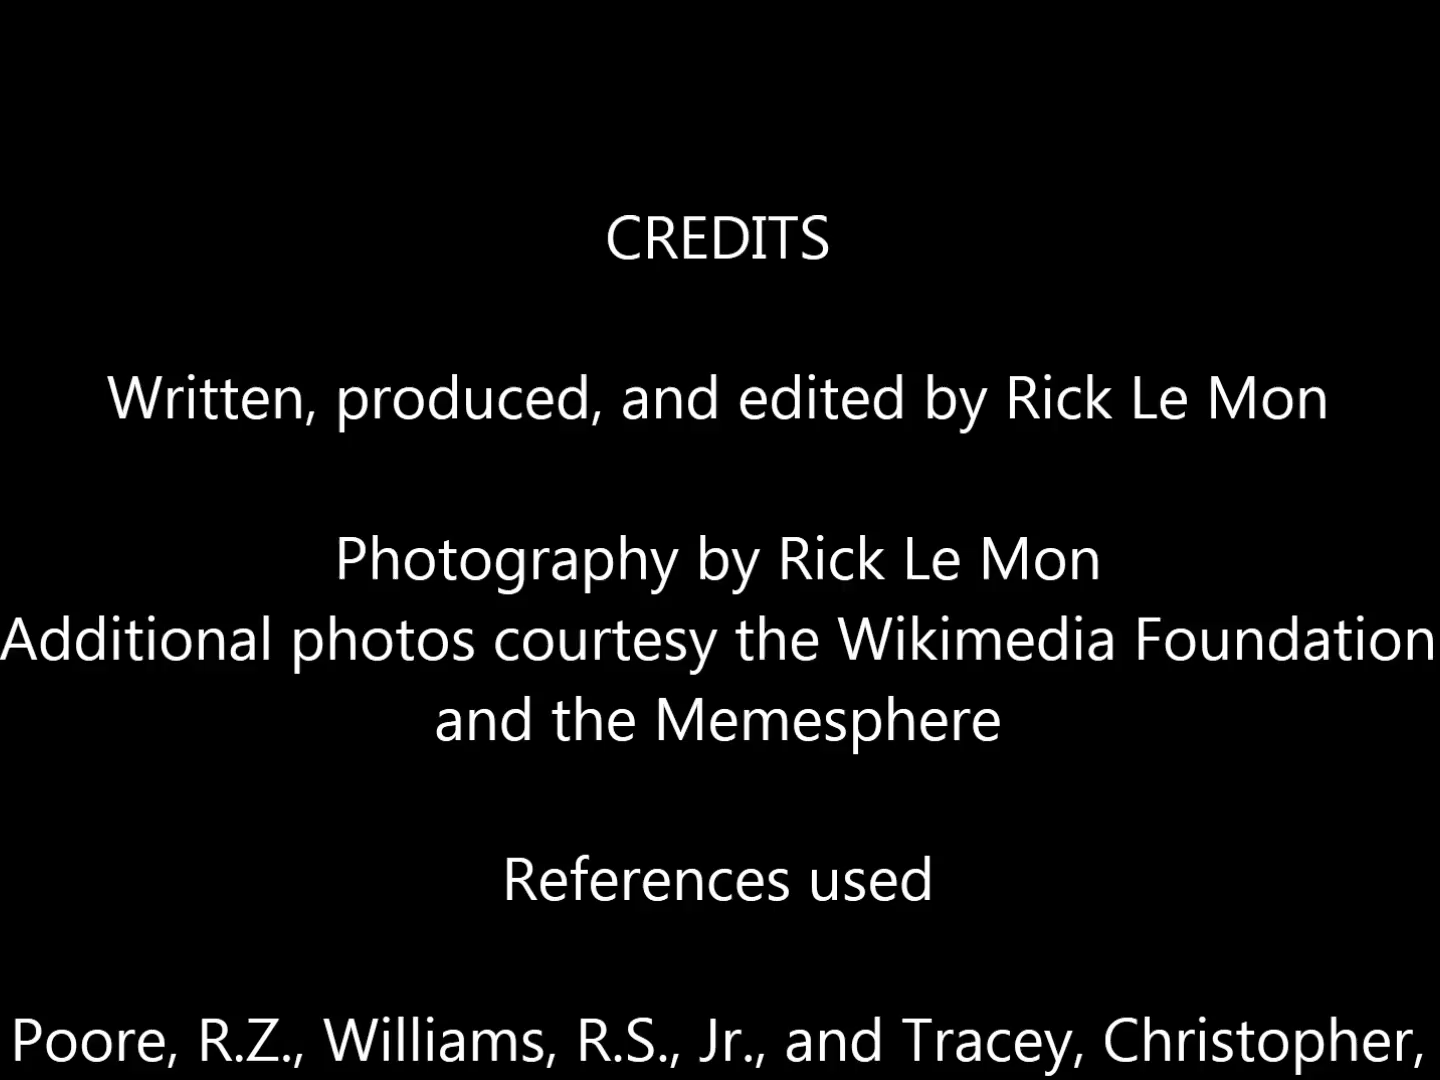 CREDITS
Written, produced, and edited by Rick Le Mon
Photography by Rick Le Mon
Additional photos courtesy the Wikimedia Foundation
and the Memesphere
References used
Poore, R.Z., Williams, R.S., Jr., and Tracey, Christopher,